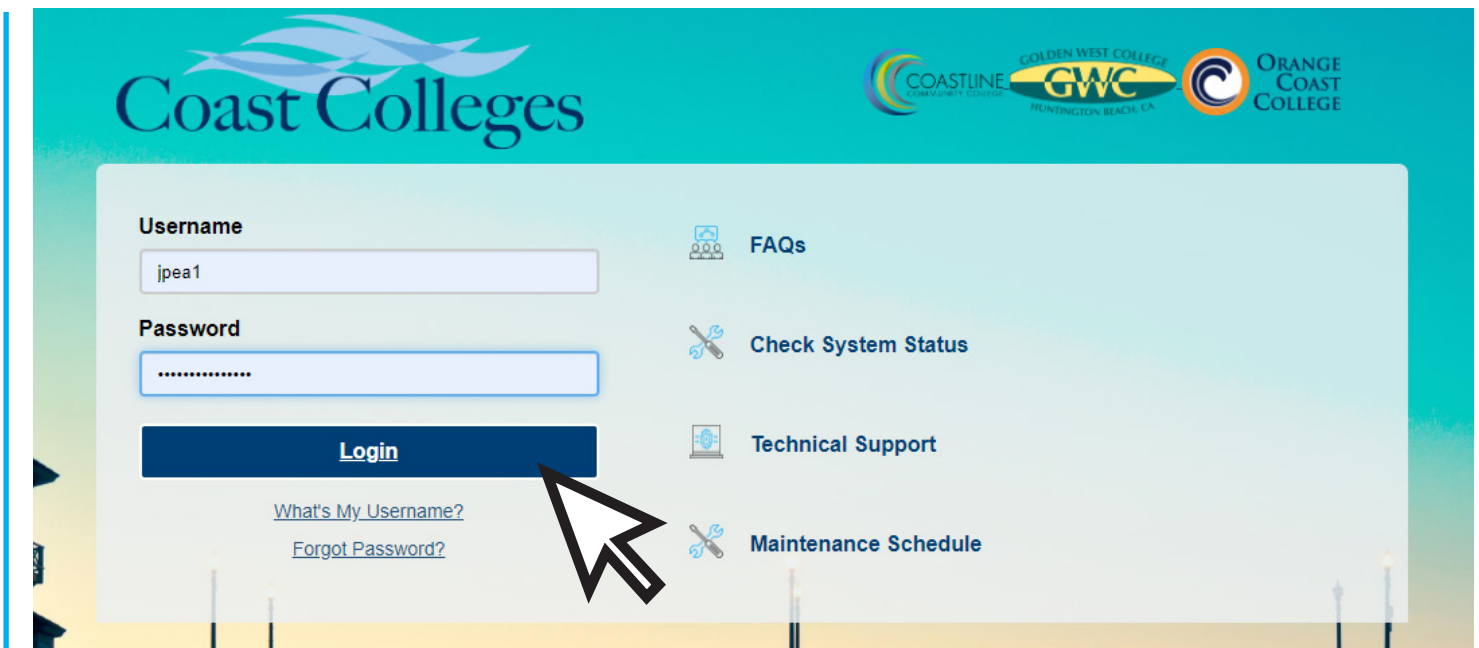 Coast Colleges
COASTLINE
COMMUNITY COLLEGE
GOLDEN WEST COLLEGE
GWC
HUNTINGTON BEACH, CA
ORANGE
COAST
COLLEGE
Username
jpea1
Password
•••••••••••••••
Login
What's My Username?
Forgot Password?
FAQs
Check System Status
Technical Support
Maintenance Schedule